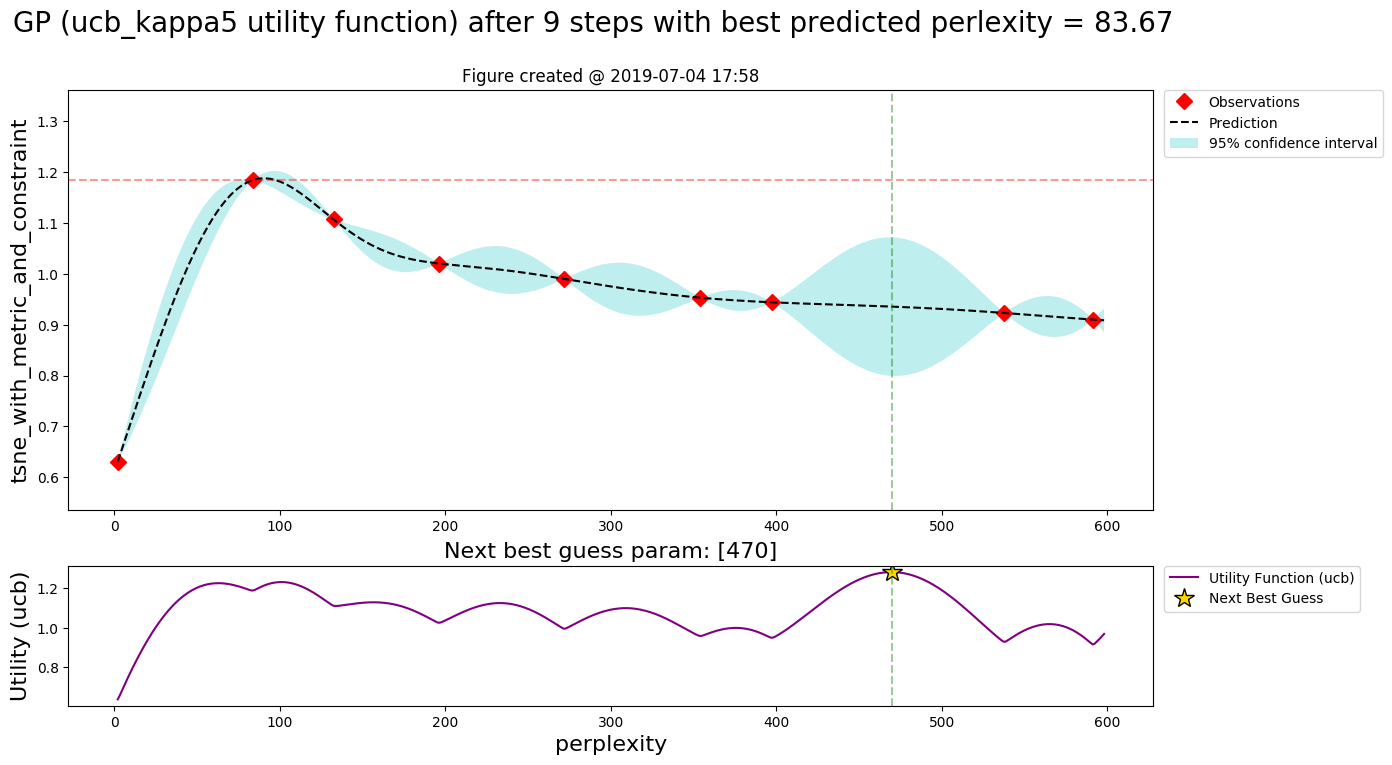 GP (ucb_kappa5 utility function) after 9 steps with best predicted perlexity = 83.67
Figure created @ 2019-07-04 17:58
tsne_with_metric_and_constraint
1.3
1.2
1.1
1.0
0.9
0.8
0.7
0.6
0 100 200 300 400 500 600
Observations
Prediction
95% confidence interval
Next best guess param: [470]
Utility (ucb)
1.2
1.0
0.8
0 100 200 300 400 500 600
perplexity
Utility Function (ucb)
Next Best Guess